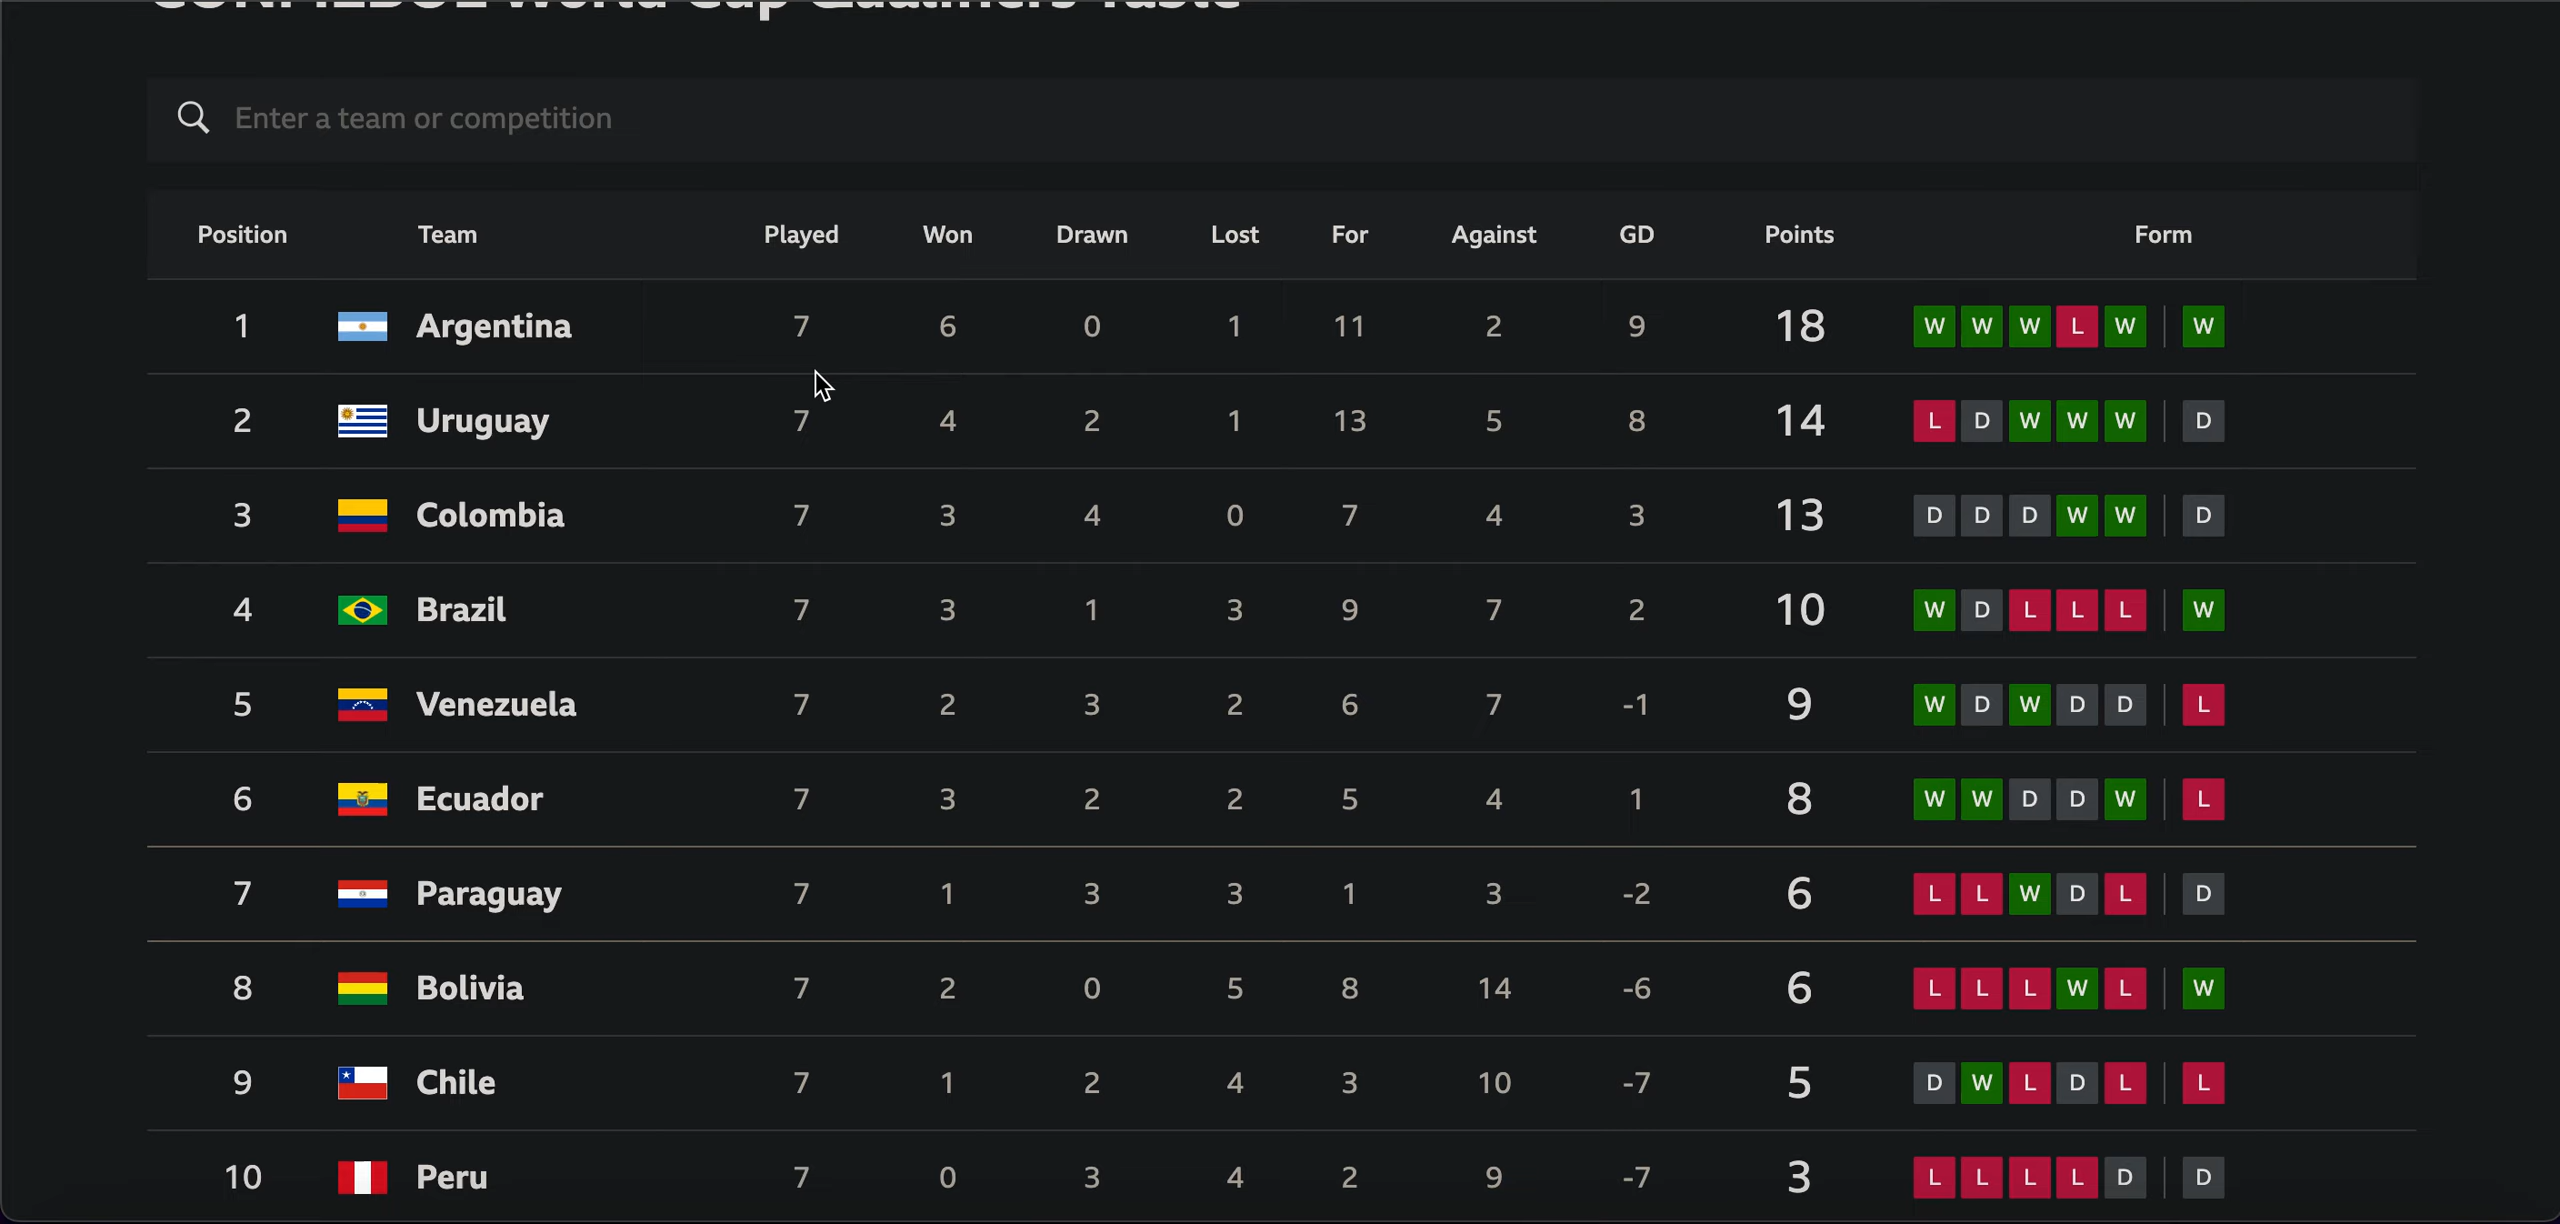 CONMEBOL World Cup Qualifiers Table
Enter a team or competition
Position Team Played Won Drawn Lost For Against GD Points Form
1 Argentina 7 6 0 1 11 2 9 18 W W W L W W
2 Uruguay 7 4 2 1 13 5 8 14 L D W W W D
3 Colombia 7 3 4 0 7 4 3 13 D D D W W D
4 Brazil 7 3 1 3 9 7 2 10 W D L L L W
5 Venezuela 7 2 3 2 6 7 -1 9 W D W D D L
6 Ecuador 7 3 2 2 5 4 1 8 W W D D W L
7 Paraguay 7 1 3 3 1 3 -2 6 L L W D L D
8 Bolivia 7 2 0 5 8 14 -6 6 L L L W L W
9 Chile 7 1 2 4 3 10 -7 5 D W L D L L
10 Peru 7 0 3 4 2 9 -7 3 L L L L D D